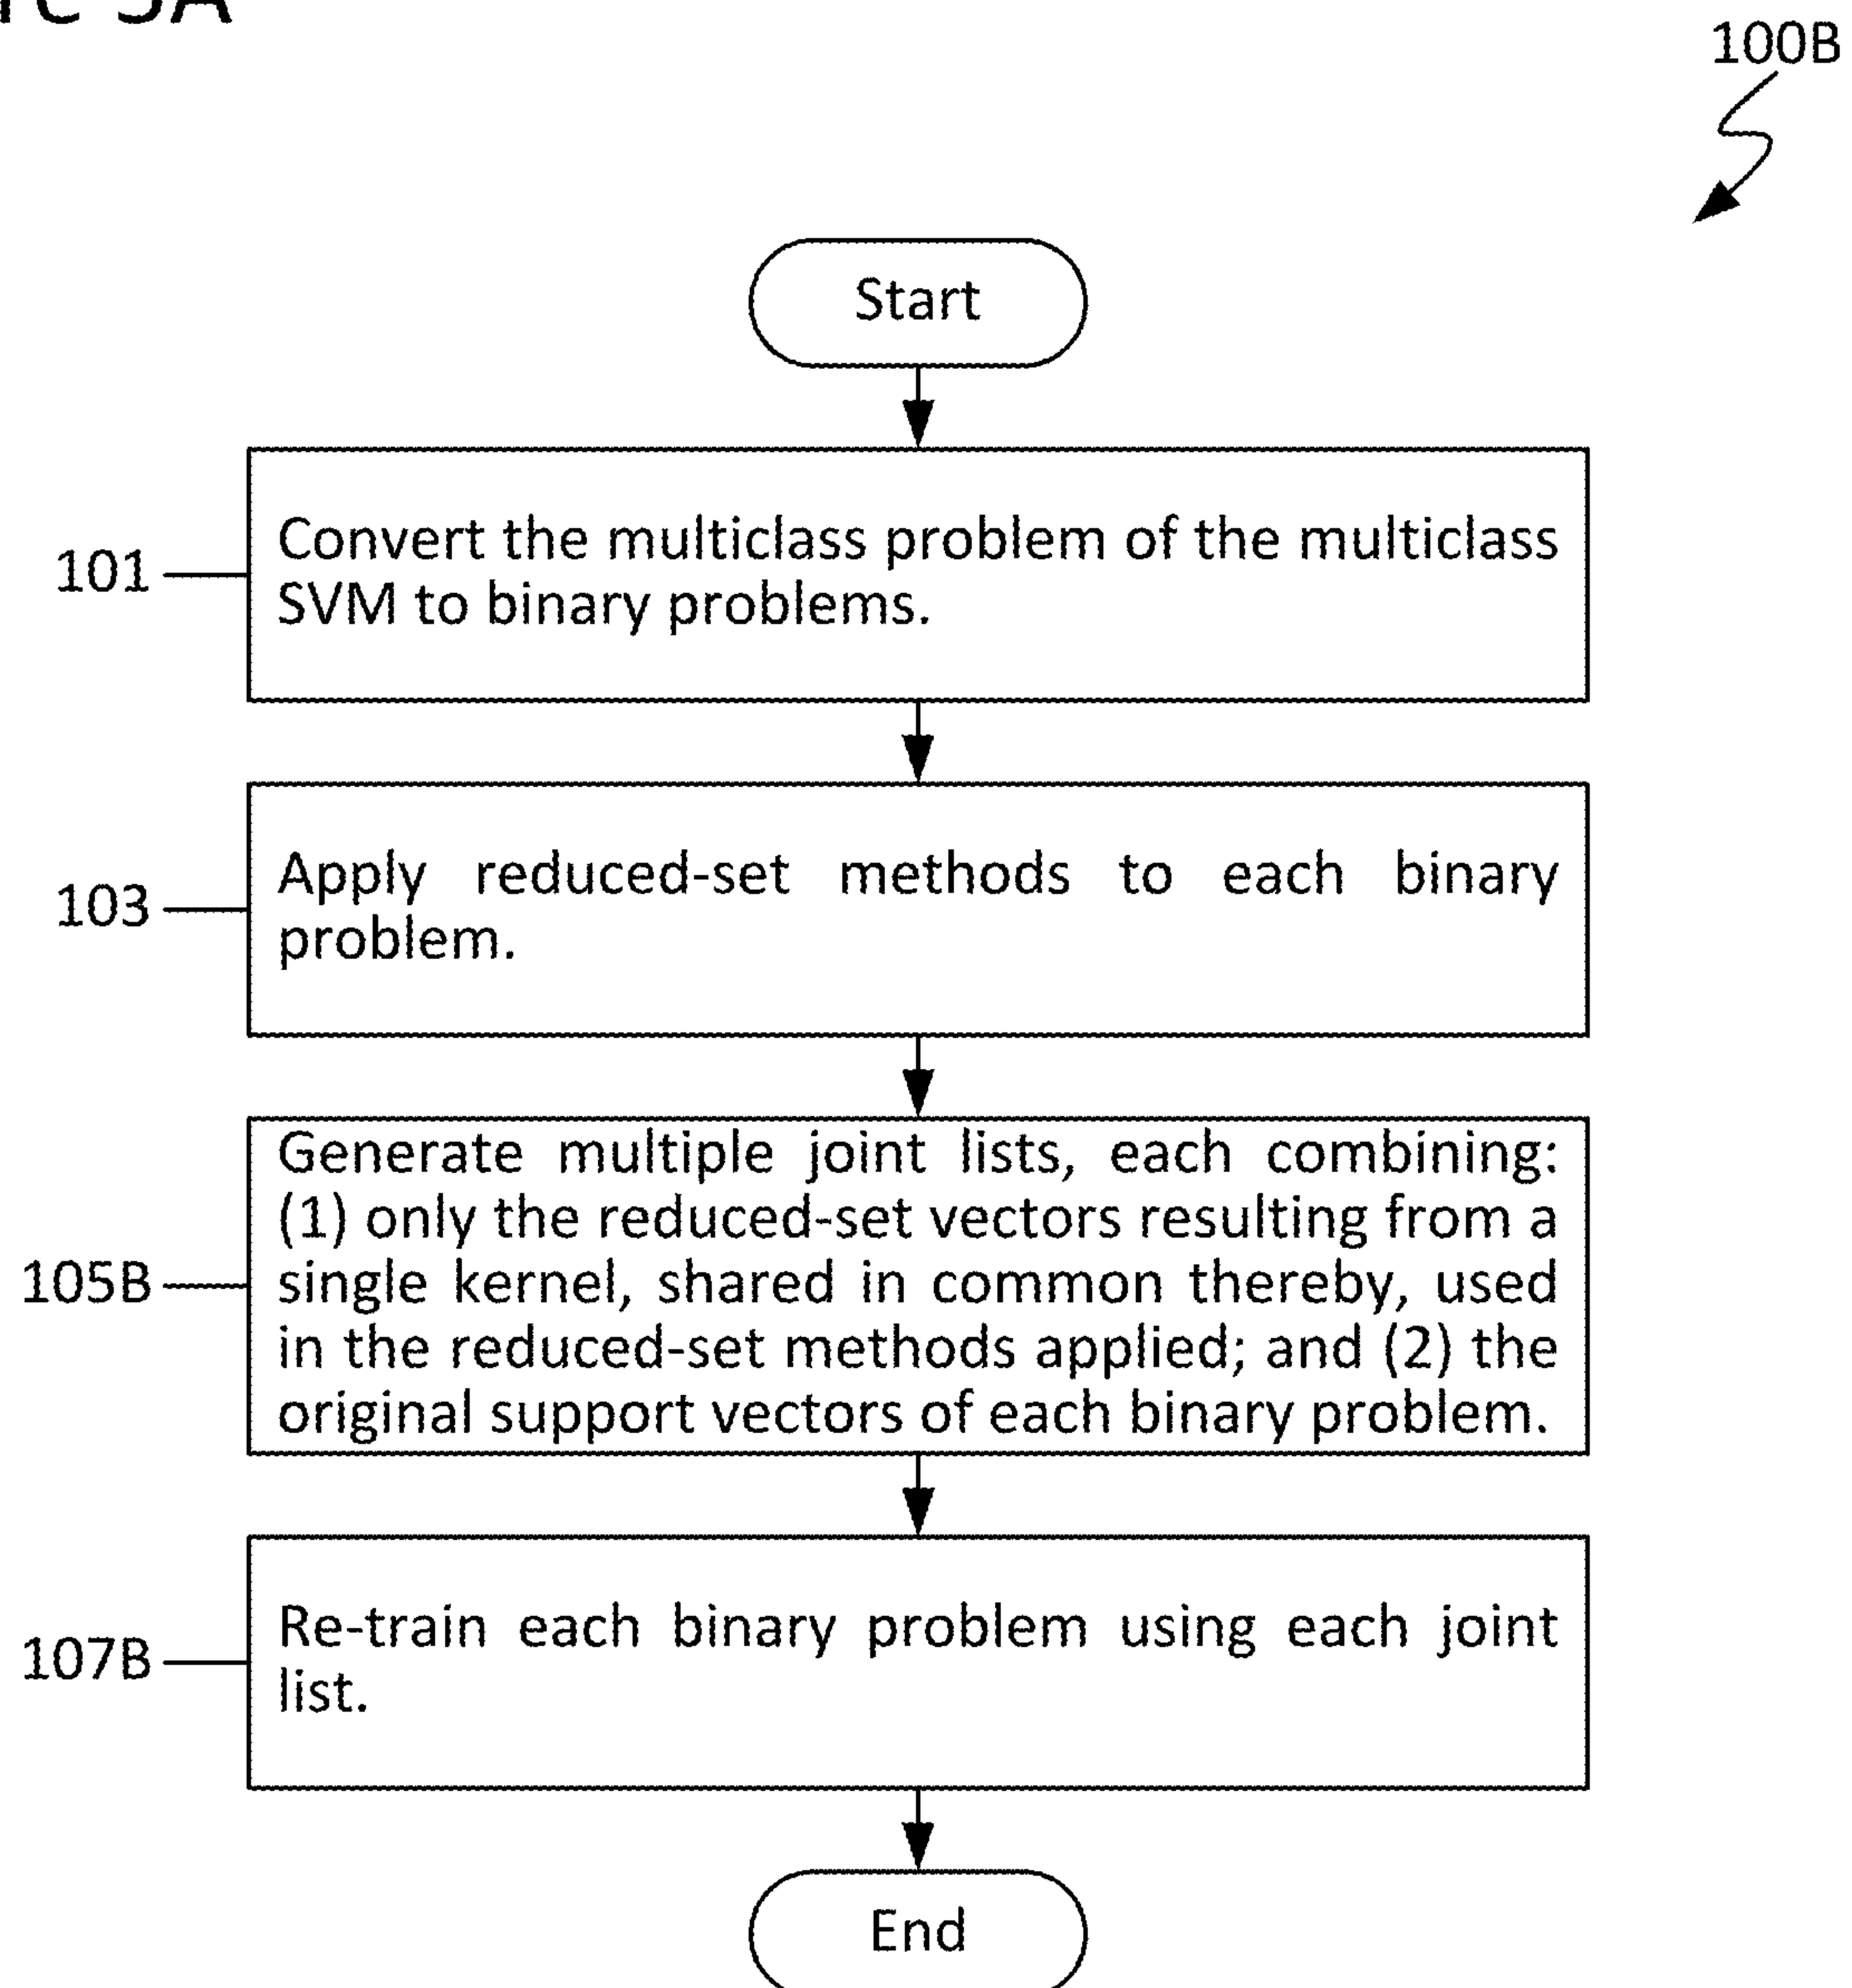 100B
Start
101
Convert the multiclass problem of the multiclass
SVM to binary problems.
103
Apply reduced-set methods to each binary
problem.
105B
Generate multiple joint lists, each combining:
(1) only the reduced-set vectors resulting from a
single kernel, shared in common thereby, used
in the reduced-set methods applied; and (2) the
original support vectors of each binary problem.
107B
Re-train each binary problem using each joint
list.
End